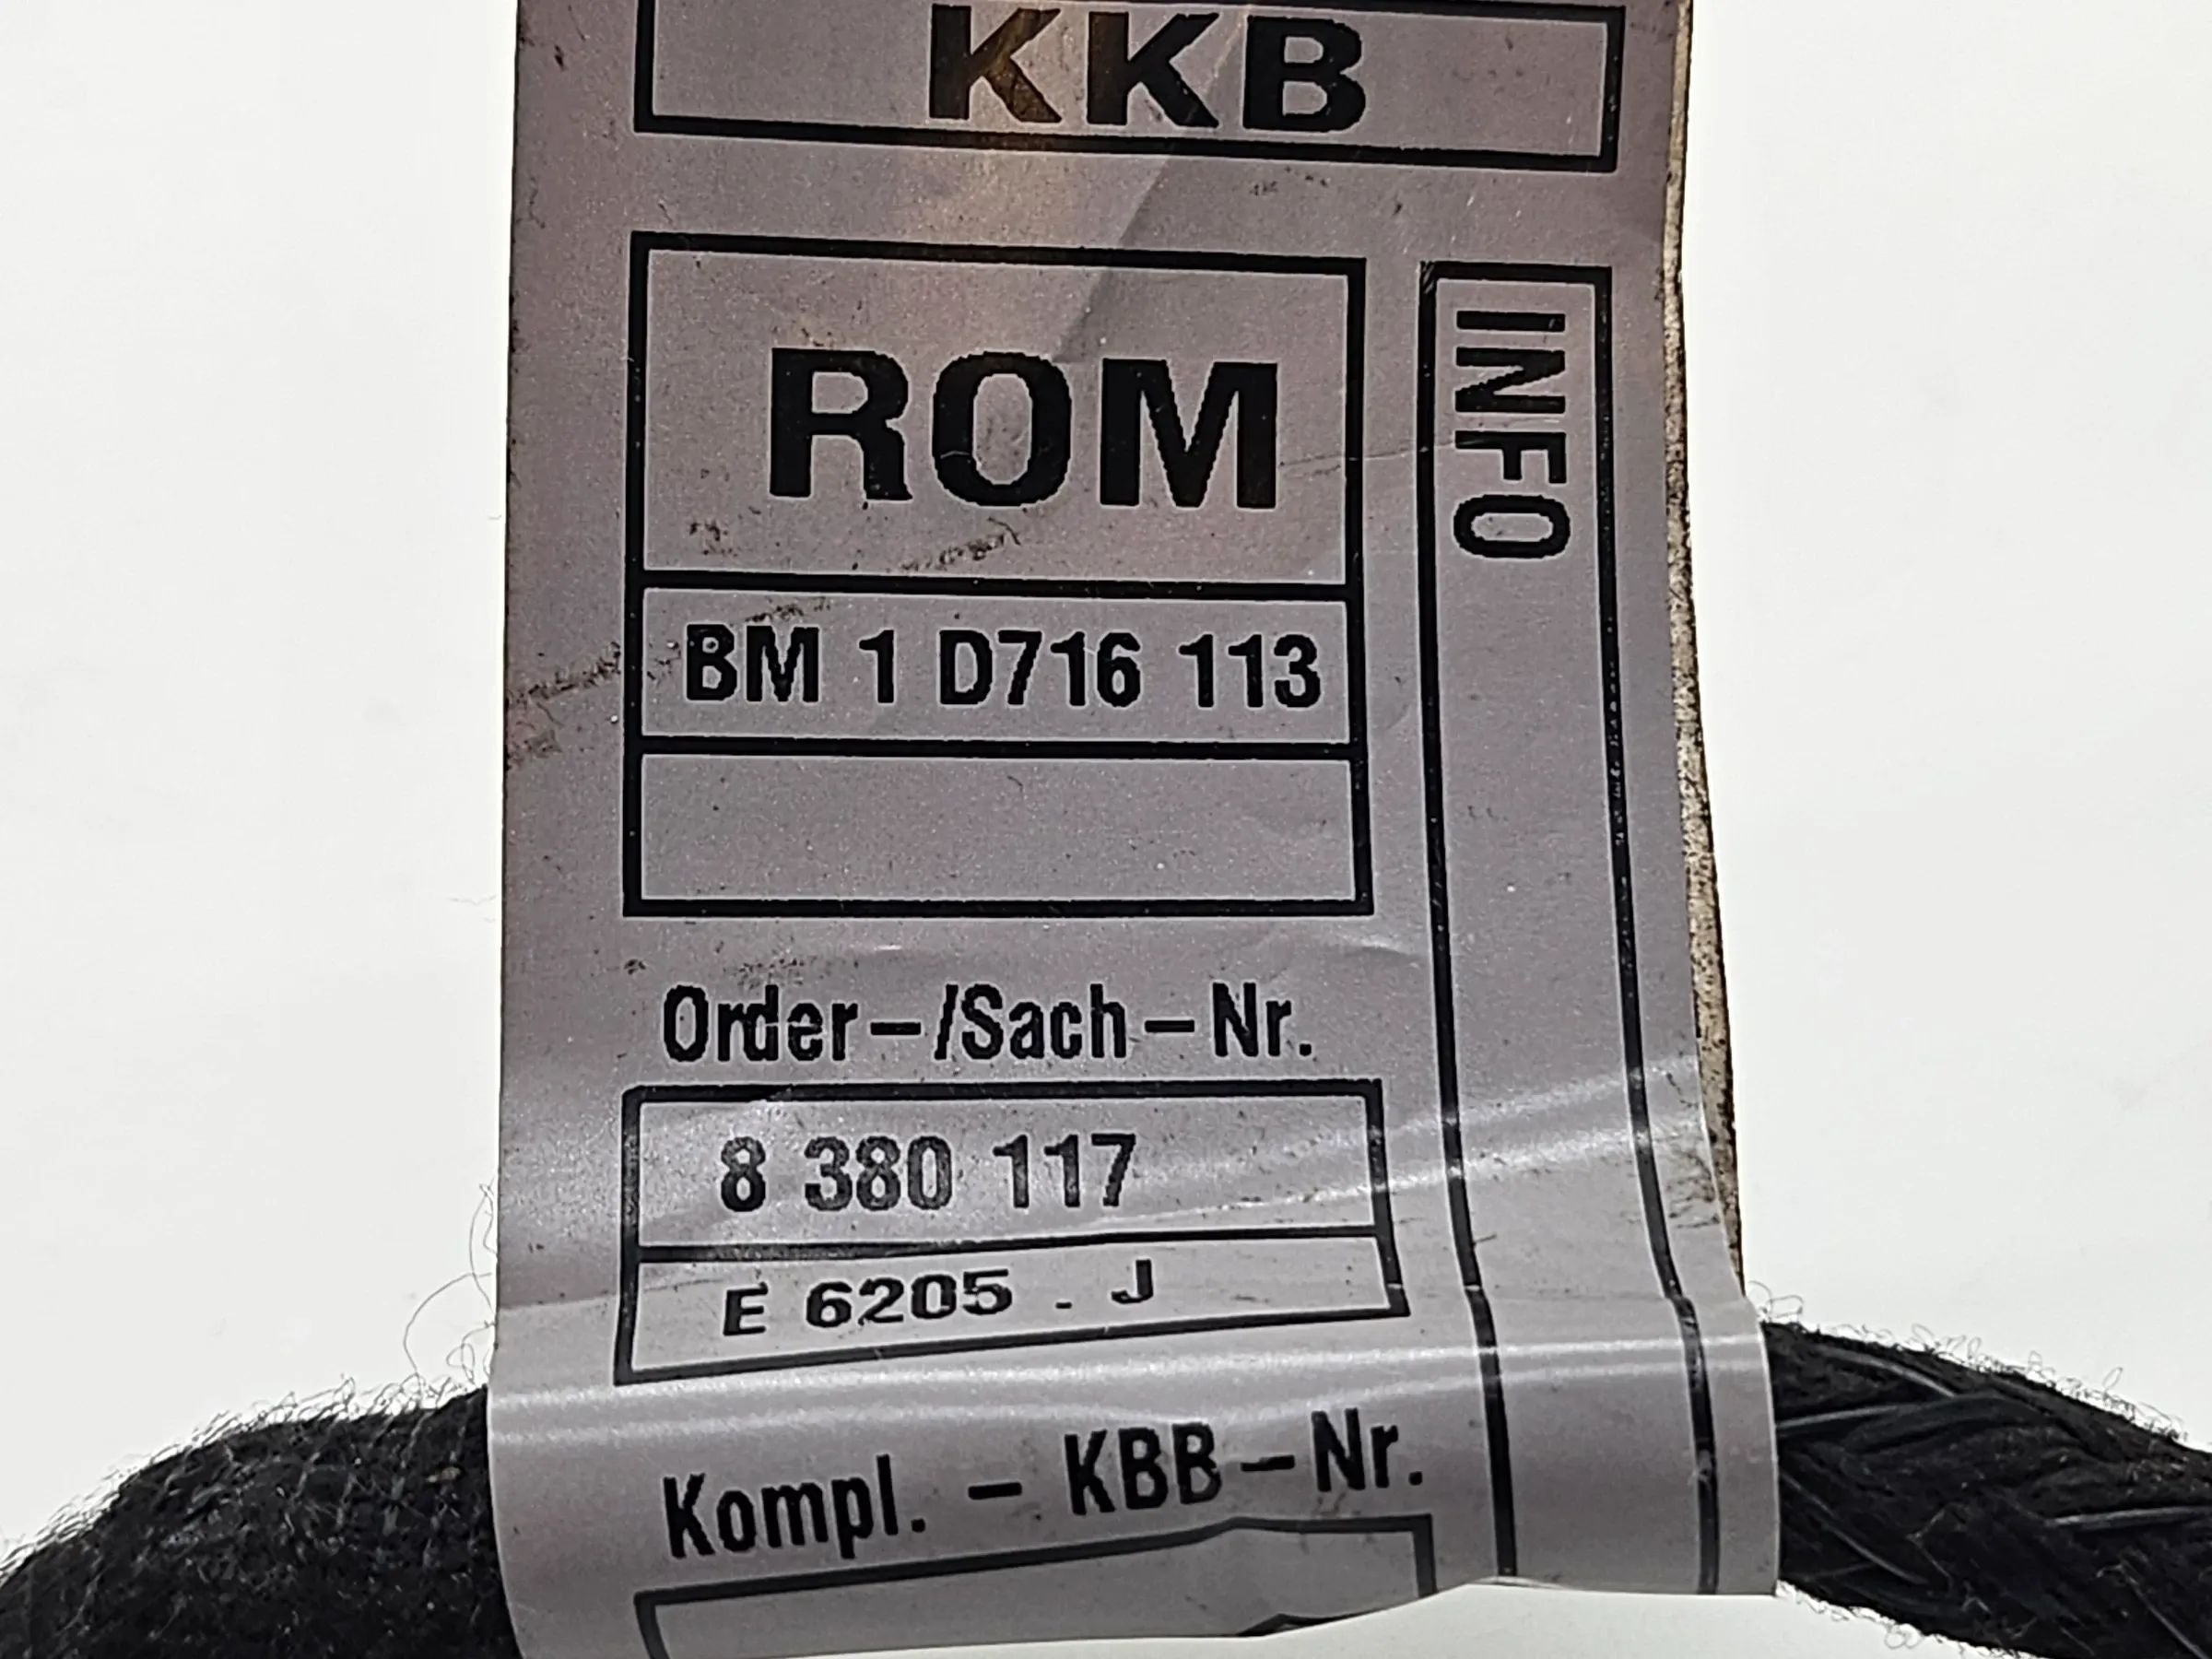 KKB
ROM
INFO
BM 1 D716 113
Order-/Sach-Nr.
8 380 117
E 6205 . J
Kompl. - KBB-Nr.